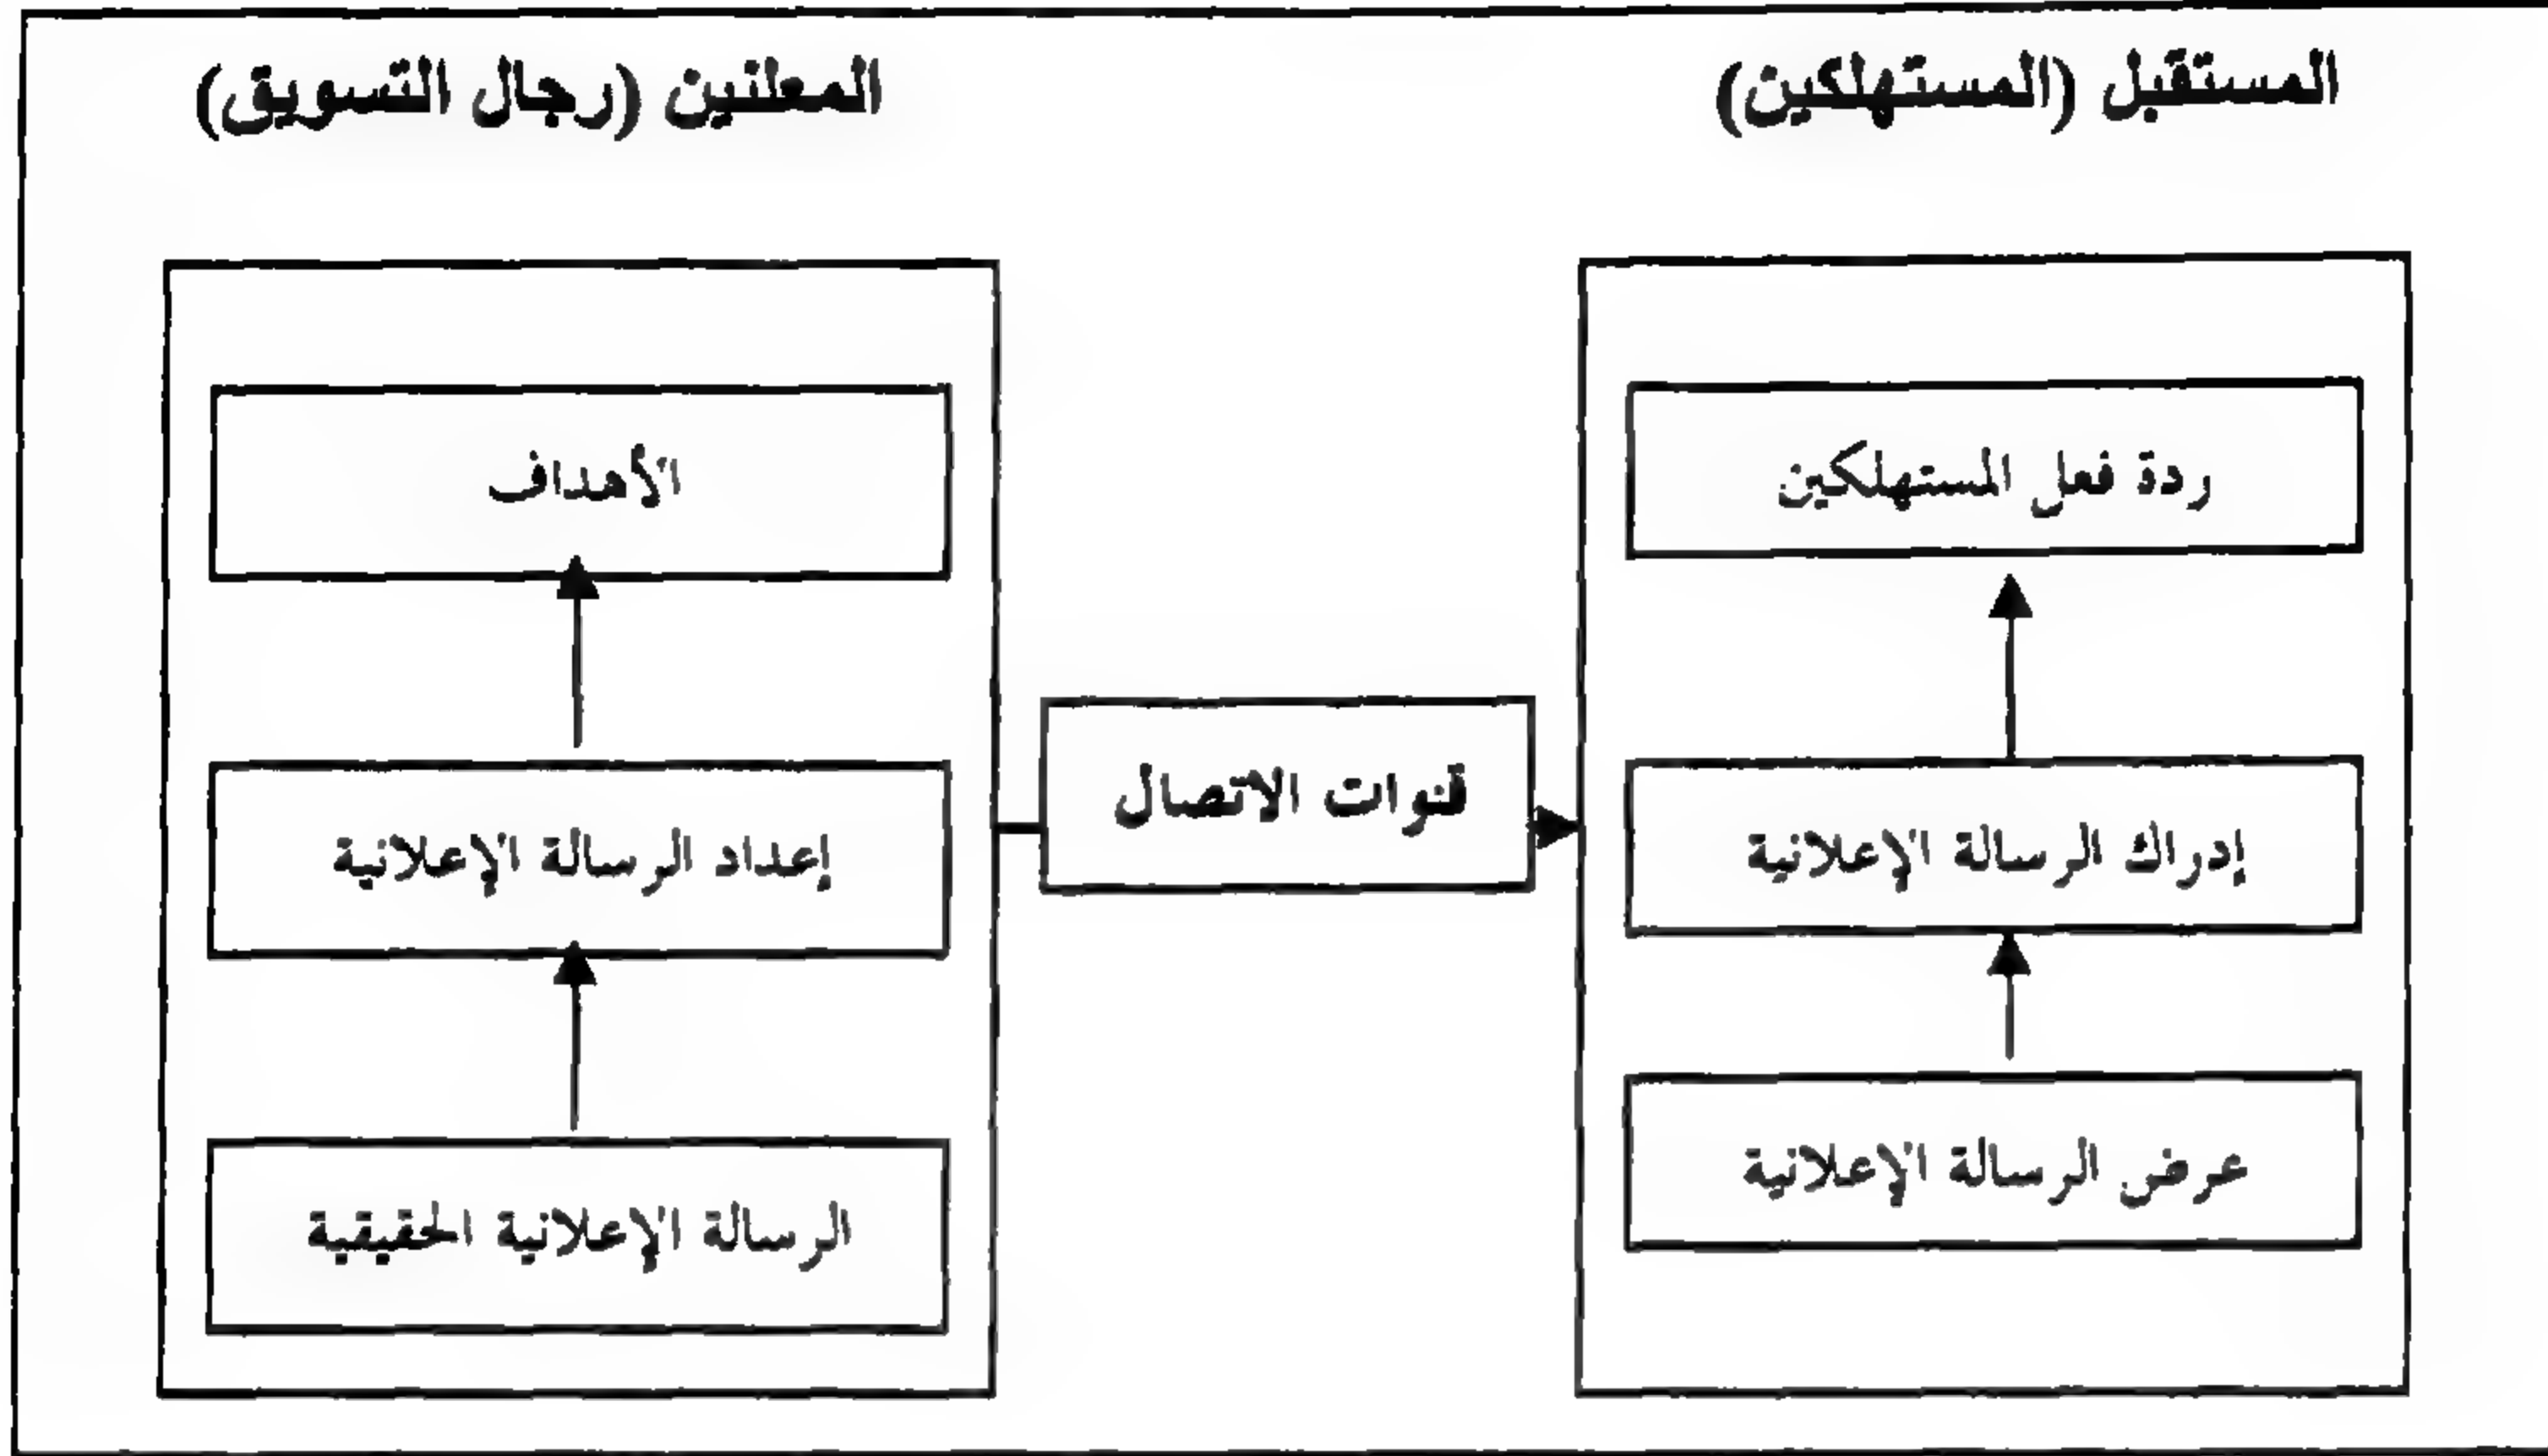 المستقبل (المستهلكين)
المعلنين (رجال التسويق)
ردة فعل المستهلكين
إدراك الرسالة الإعلانية
عرض الرسالة الإعلانية
قنوات الاتصال
الأهداف
إعداد الرسالة الإعلانية
الرسالة الإعلانية الحقيقية